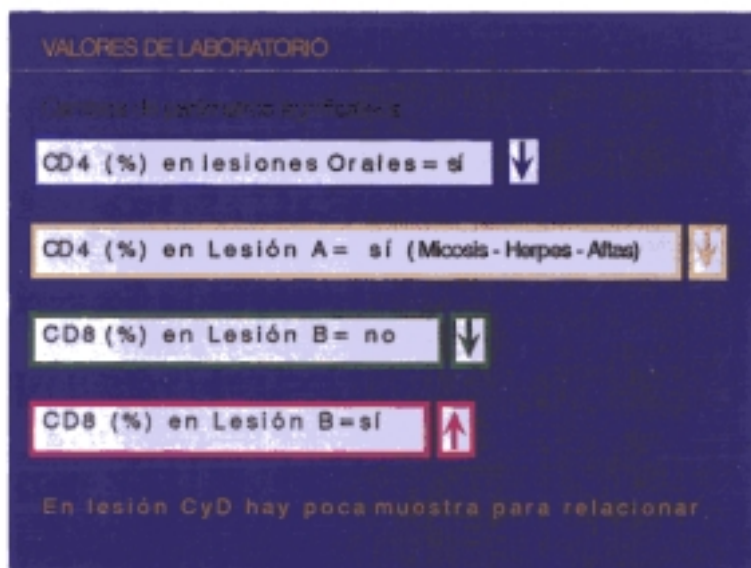 VALORES DE LABORATORIO
CD4 (%) en lesiones Orales= sí
CD4 (%) en Lesión A= sí (Micosis - Herpes - Aftas)
CD8 (%) en Lesión B= no
CD8 (%) en Lesión B=sí
En lesión CyD hay poca muostra para relacionar